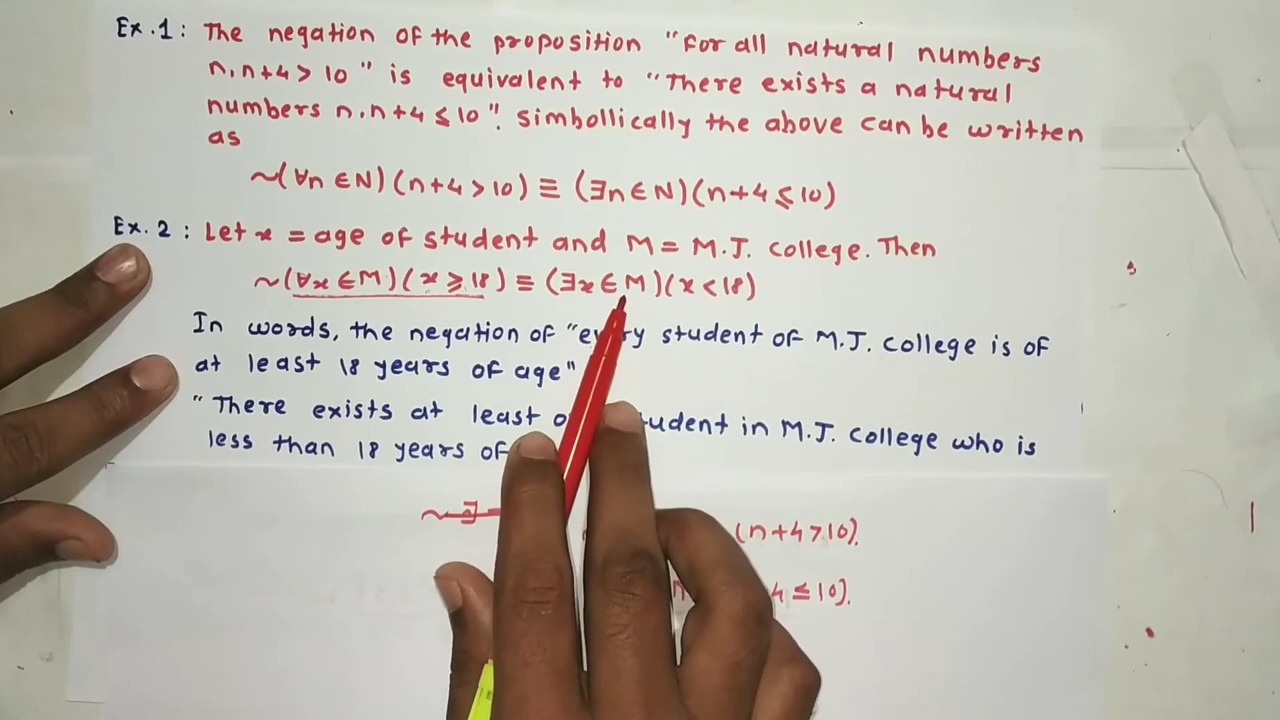 Ex.1: The negation of the proposition "For all natural numbers
n, n+4 > 10" is equivalent to "There exists a natural
numbers n, n+4 ≤ 10". simbollically the above can be written
as
~(∀n ∈ N)(n+4 > 10) ≡ (∃n ∈ N)(n+4 ≤ 10)
Ex. 2: Let x = age of student and M = M.J. college. Then
~(∀x ∈ M)(x ≥ 18) ≡ (∃x ∈ M)(x < 18)
In words, the negation of "every student of M.J. college is of
at least 18 years of age"
"There exists at least student in M.J. college who is
less than 18 years of
~∃ (n+4 > 10).
4 ≤ 10).